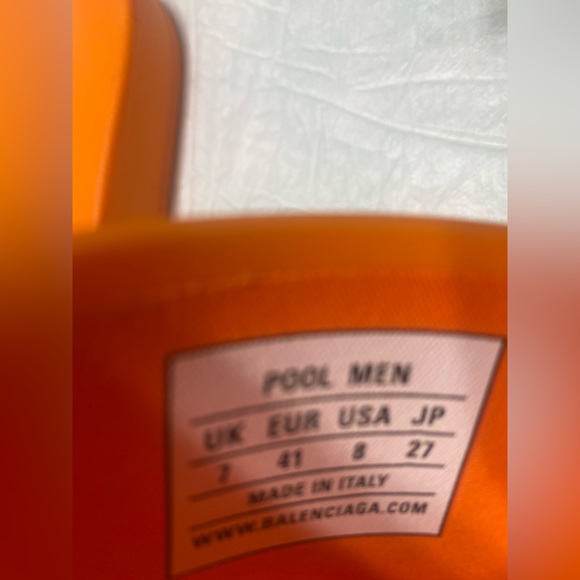 POOL MEN
UK EUR USA JP
7 41 8 27
MADE IN ITALY
WWW.BALENCIAGA.COM